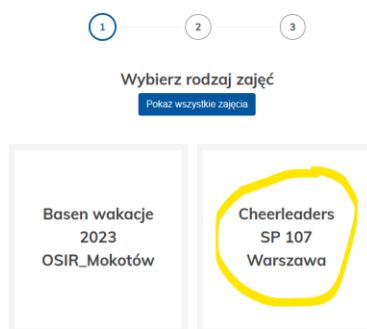 1
2
3
Wybierz rodzaj zajęć
Pokaż wszystkie zajęcia
Basen wakacje
2023
OSIR_Mokotów
Cheerleaders
SP 107
Warszawa